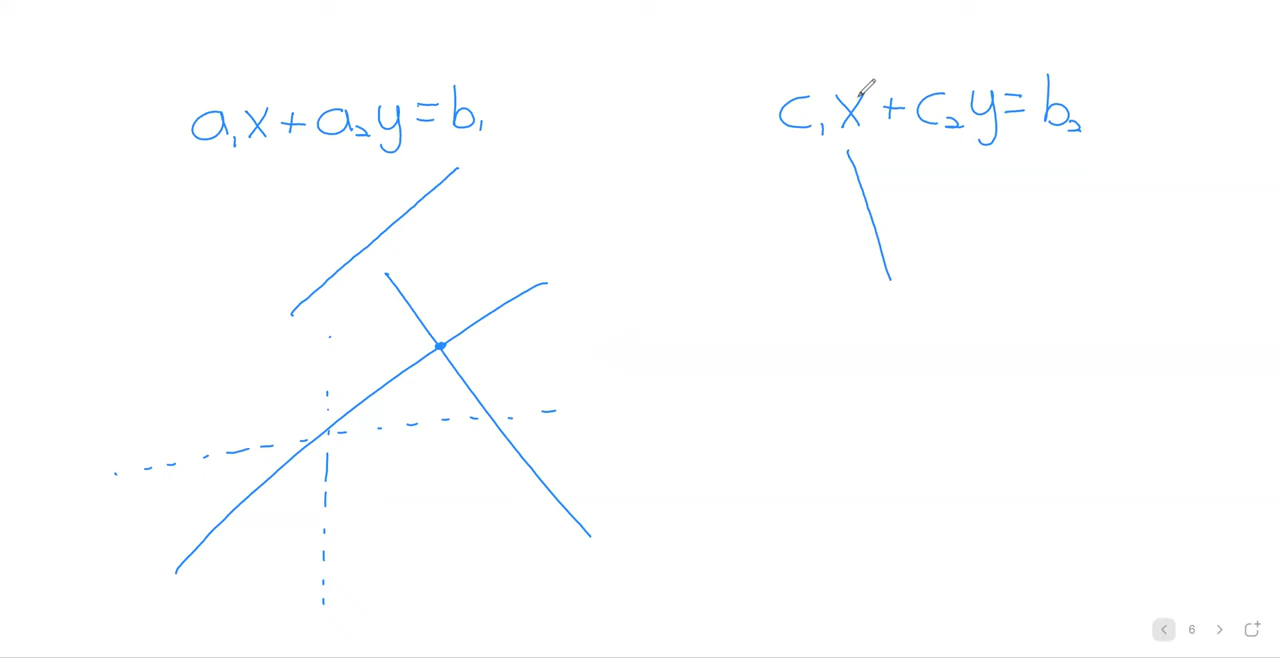 a₁x + a₂y = b₁
c₁x + c₂y = b₂
6